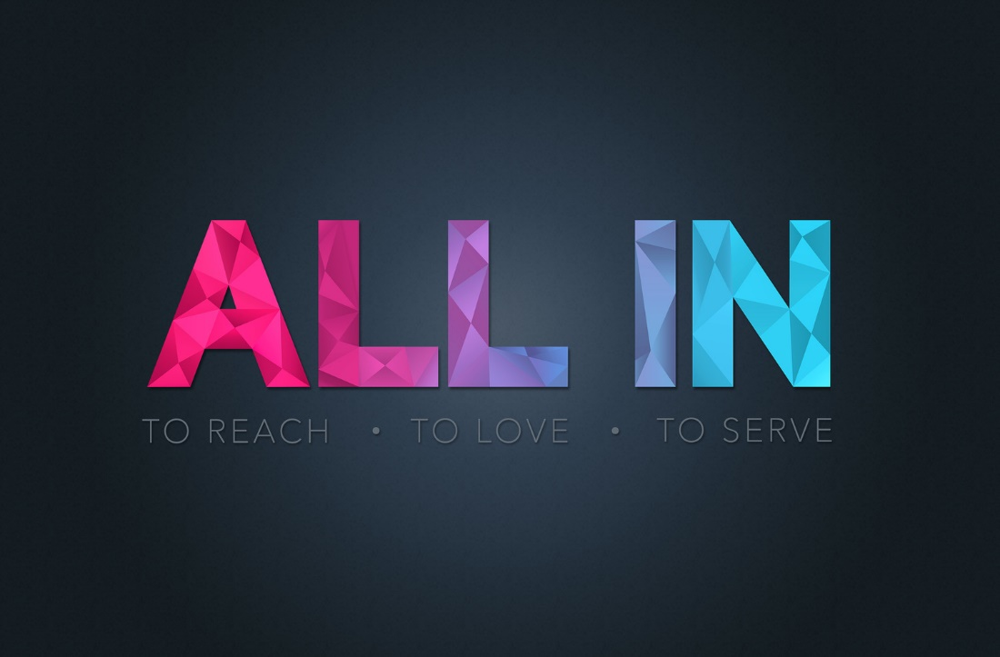 ALL IN
TO REACH • TO LOVE • TO SERVE